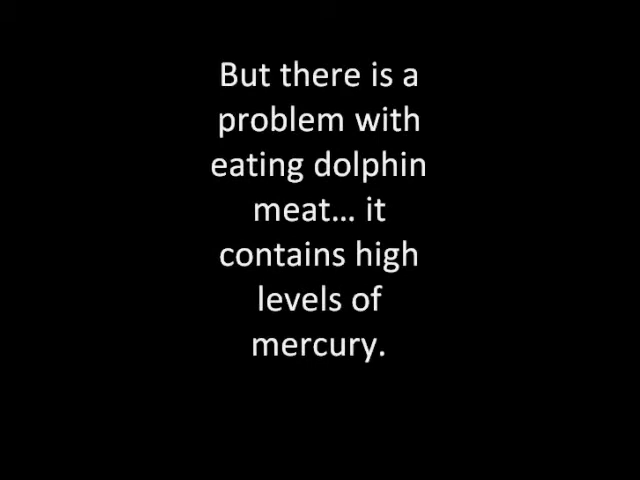 But there is a
problem with
eating dolphin
meat… it
contains high
levels of
mercury.